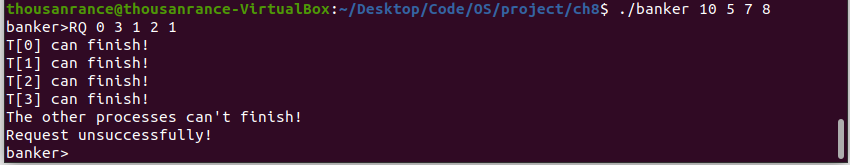 thousanrance@thousanrance-VirtualBox:~/Desktop/Code/OS/project/ch8$ ./banker 10 5 7 8
banker>RQ 0 3 1 2 1
T[0] can finish!
T[1] can finish!
T[2] can finish!
T[3] can finish!
The other processes can't finish!
Request unsuccessfully!
banker>